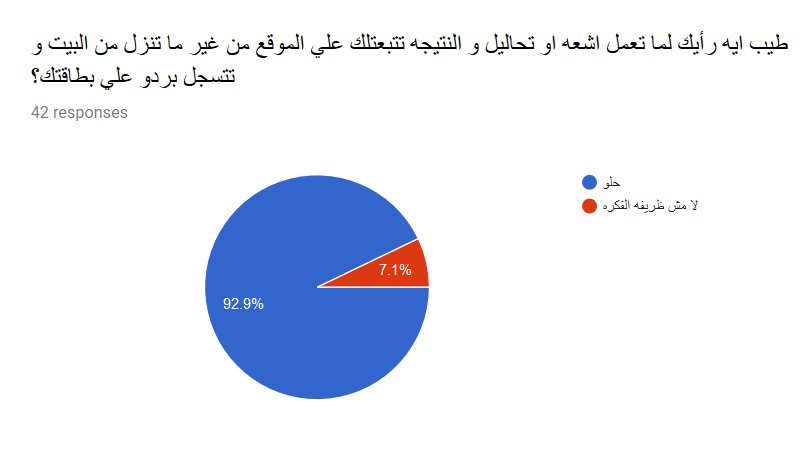 طيب ايه رأيك لما تعمل اشعه او تحاليل و النتيجه تتبعتلك علي الموقع من غير ما تنزل من البيت و
تتسجل بردو علي بطاقتك؟
42 responses
حلو
لا مش ظريفه الفكره
7.1%
92.9%